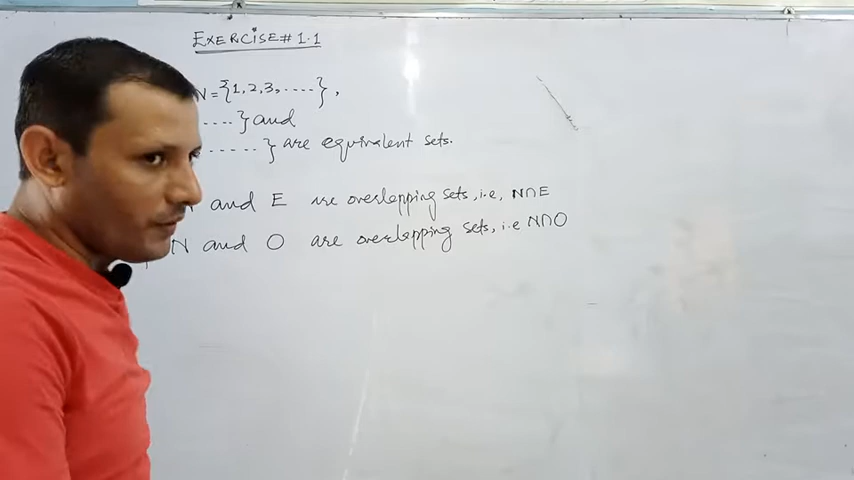 EXERCISE#1.1
N={1,2,3,....},
....} and
......} are equivalent sets.
and E are overlapping sets, i.e, N∩E
N and O are overlapping sets, i.e N∩O